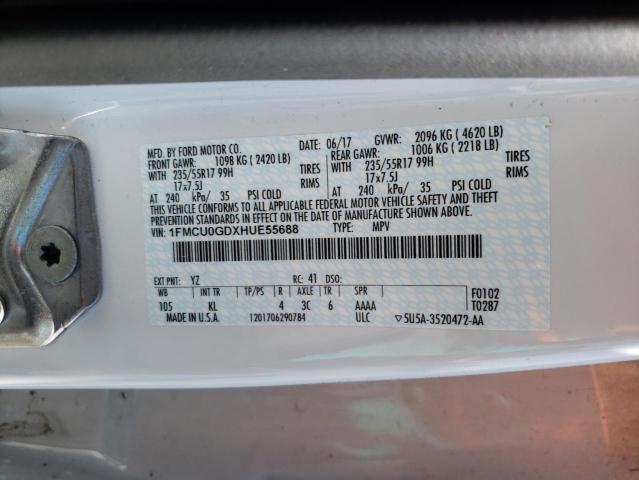 MFD. BY FORD MOTOR CO. DATE: 06/17 GVWR: 2096 KG ( 4620 LB)
FRONT GAWR: 1098 KG ( 2420 LB) REAR GAWR: 1006 KG ( 2218 LB)
WITH 235/55R17 99H TIRES WITH 235/55R17 99H TIRES
17x7.5J RIMS 17x7.5J RIMS
AT 240 kPa/ 35 PSI COLD AT 240 kPa/ 35 PSI COLD
THIS VEHICLE CONFORMS TO ALL APPLICABLE FEDERAL MOTOR VEHICLE SAFETY AND THEFT
PREVENTION STANDARDS IN EFFECT ON THE DATE OF MANUFACTURE SHOWN ABOVE.
VIN: 1FMCU0GDXHUE55688 TYPE: MPV
EXT PNT: YZ RC: 41 DSO:
WB INT TR TP/PS R AXLE TR SPR F0102
105 KL 4 3C 6 AAAA T0287
MADE IN U.S.A. 1201706290784 ULC ▽5U5A-3520472-AA